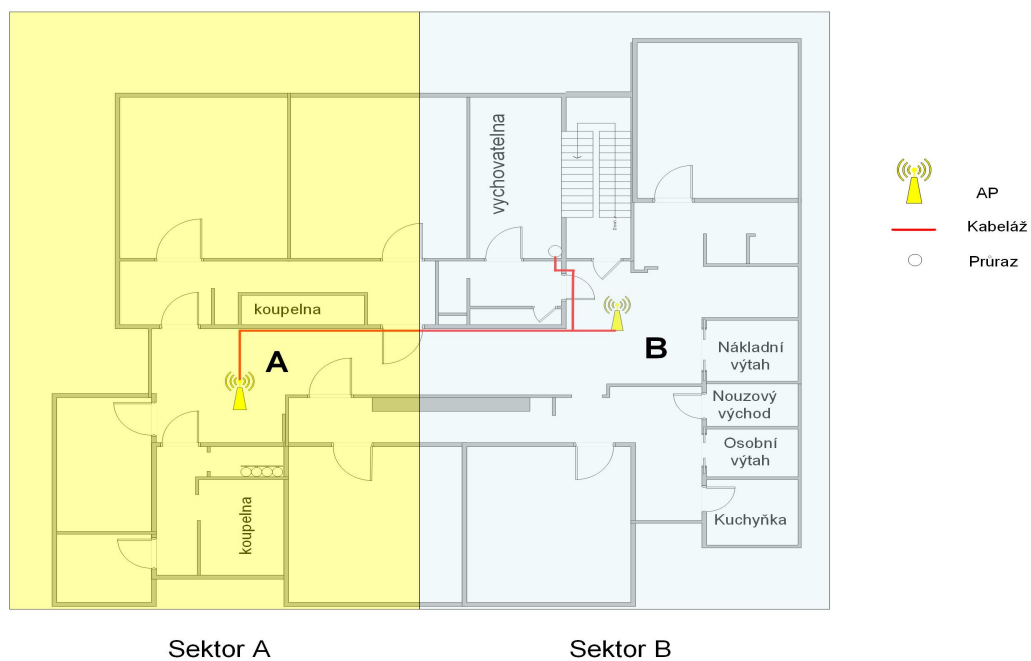 vychovatelna
koupelna
A
B
Nákladní
výtah
Nouzový
východ
Osobní
výtah
Kuchyňka
koupelna
AP
Kabeláž
Průraz
Sektor A
Sektor B